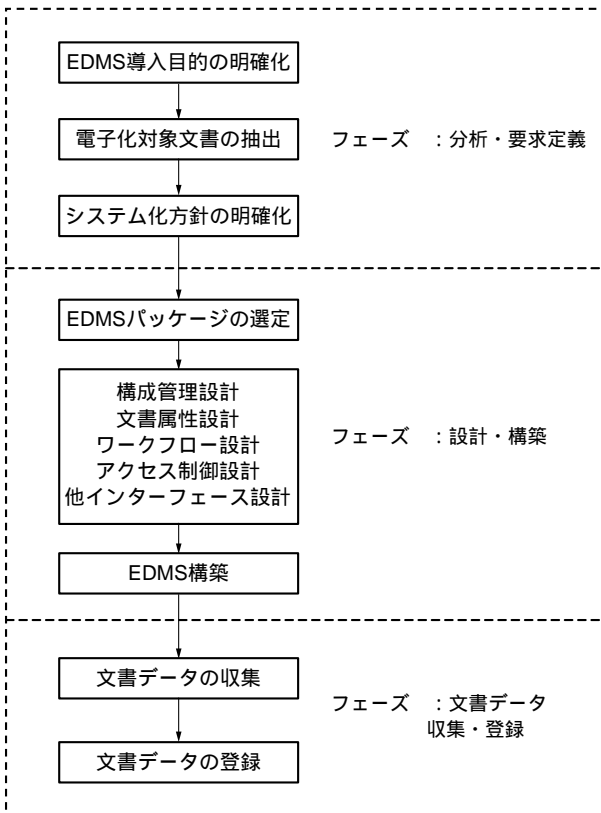 EDMS導入目的の明確化
電子化対象文書の抽出
フェーズ　：分析・要求定義
システム化方針の明確化
EDMSパッケージの選定
構成管理設計
文書属性設計
ワークフロー設計
アクセス制御設計
他インターフェース設計
フェーズ　：設計・構築
EDMS構築
文書データの収集
フェーズ　：文書データ
収集・登録
文書データの登録